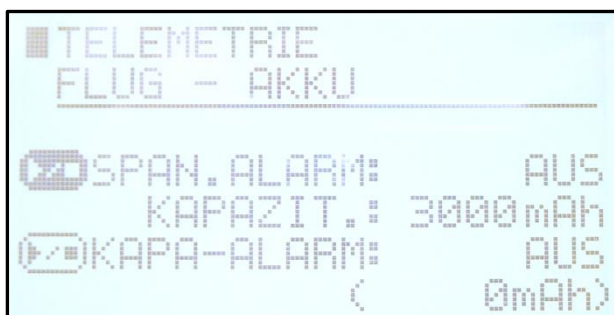 TELEMETRIE
FLUG - AKKU
SPAN.ALARM: AUS
KAPAZIT.: 3000mAh
KAPA-ALARM: AUS
( 0mAh)